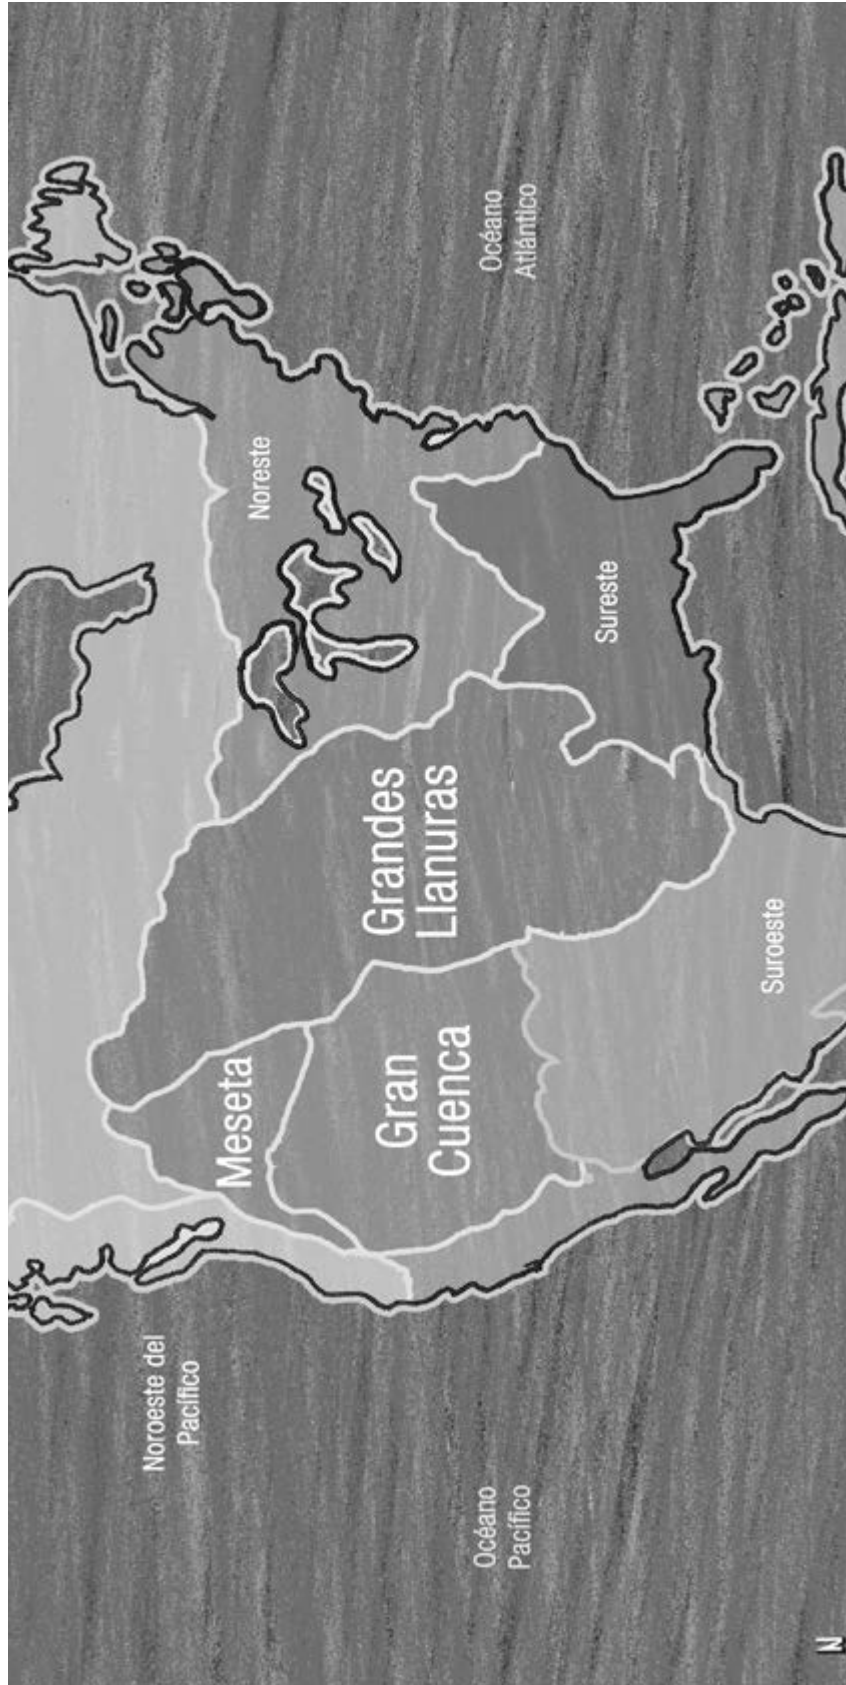 Noroeste del
Pacífico
Meseta
Noreste
Gran
Cuenca
Grandes
Llanuras
Océano
Pacífico
Océano
Atlántico
Sureste
Suroeste